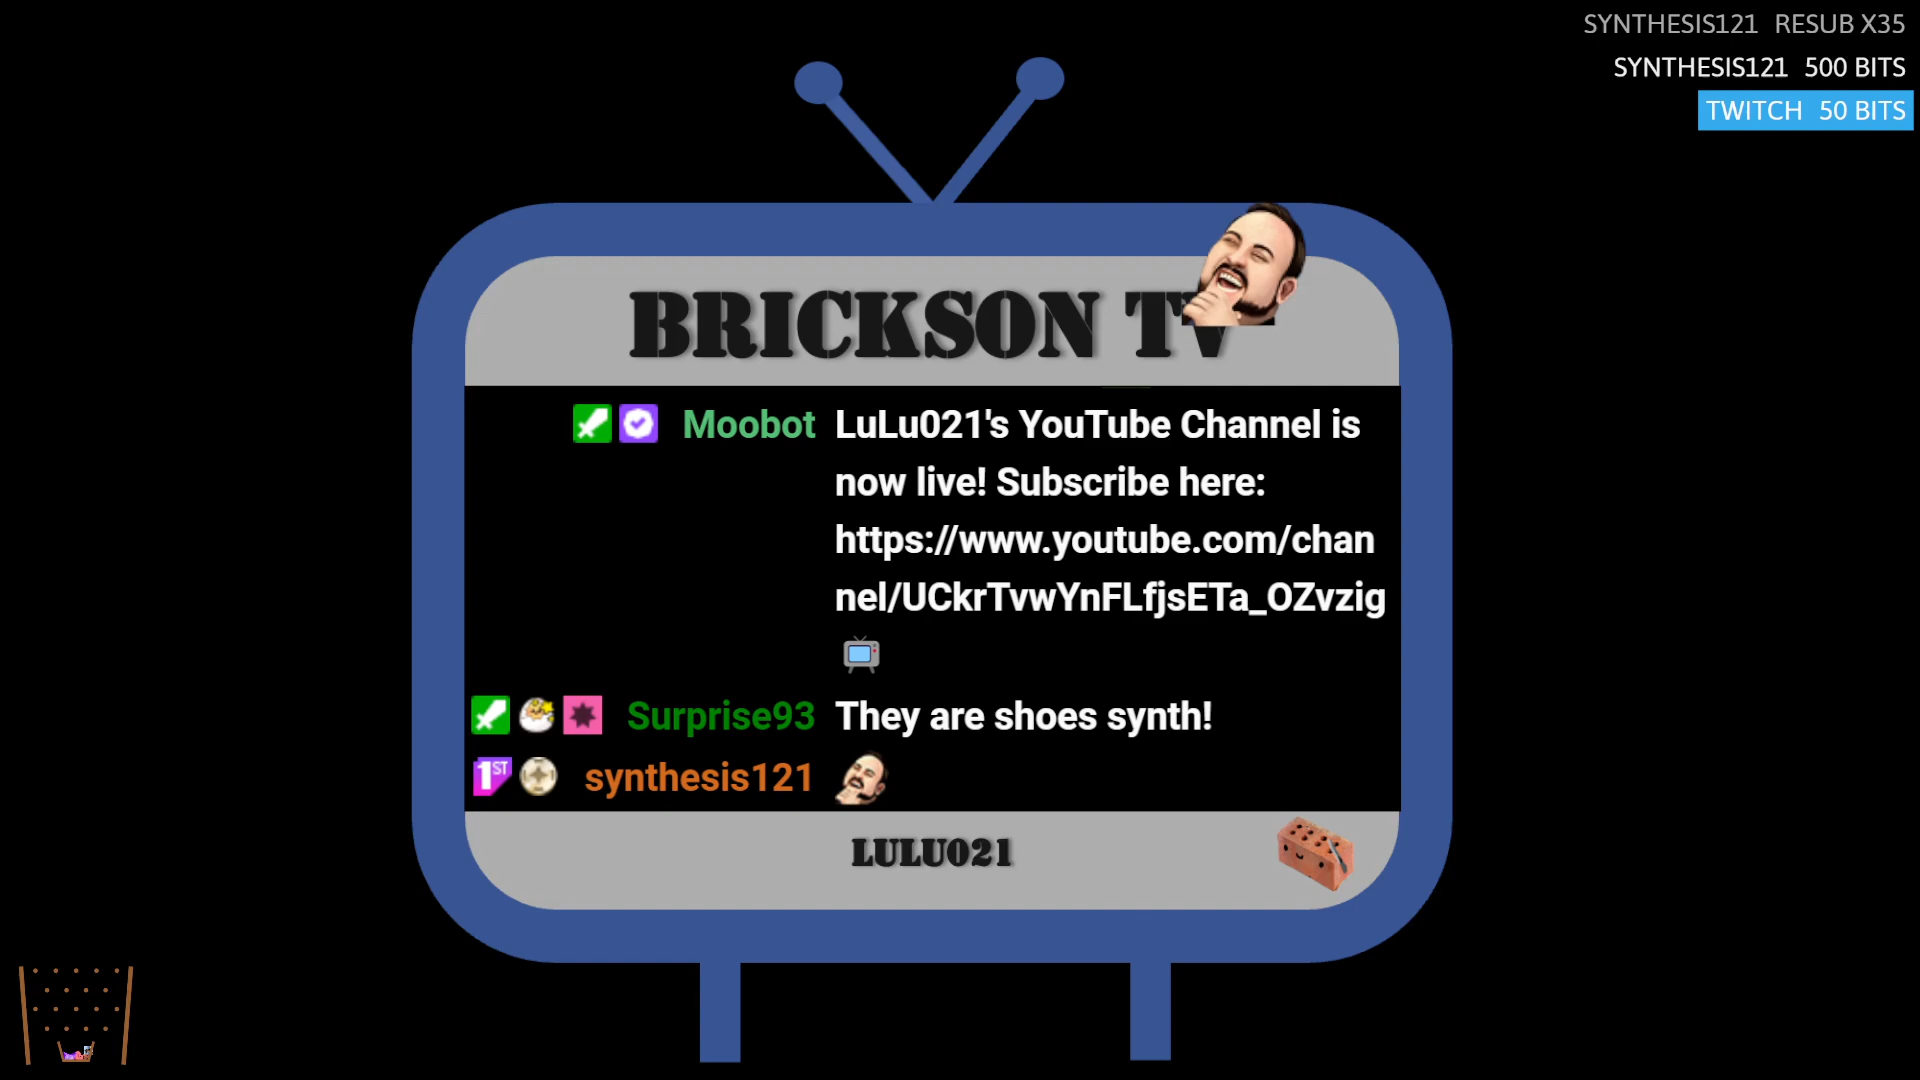 SYNTHESIS121 RESUB X35
SYNTHESIS121 500 BITS
TWITCH 50 BITS
BRICKSON TV
Moobot LuLu021's YouTube Channel is
now live! Subscribe here:
https://www.youtube.com/chan
nel/UCkrTvwYnFLfjsETa_OZvzig
Surprise93 They are shoes synth!
1ST synthesis121
LULU021